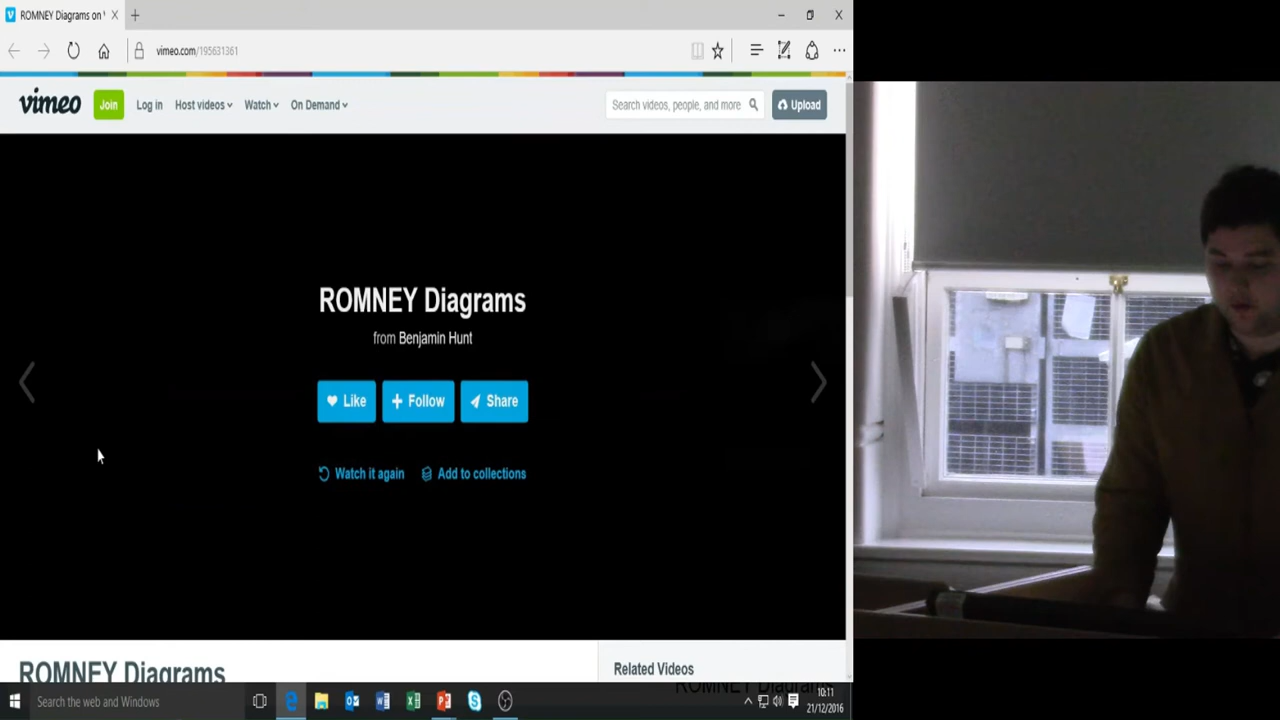 ROMNEY Diagrams on
vimeo.com/195631361
vimeo Join Log in Host videos Watch On Demand Search videos, people, and more Upload
ROMNEY Diagrams
from Benjamin Hunt
Like Follow Share
Watch it again Add to collections
ROMNEY Diagrams
Related Videos
ROMNEY Diagrams
Search the web and Windows
10:11
21/12/2016